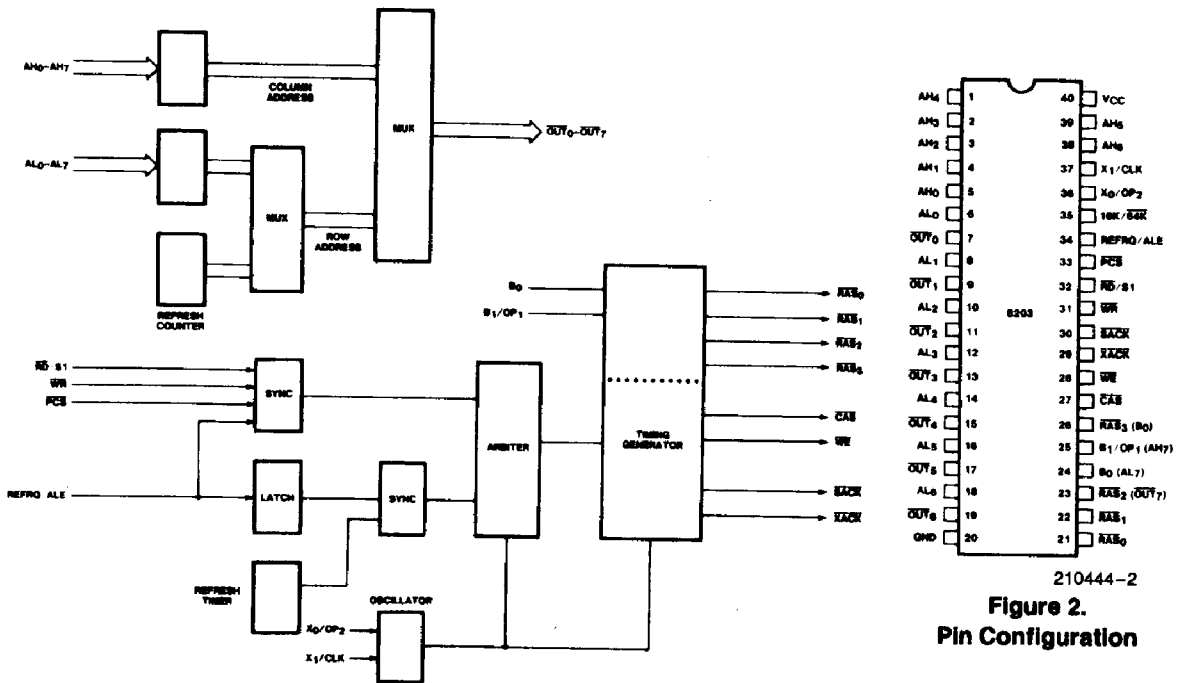 AH0-AH7
COLUMN
ADDRESS
MUX
OUT0-OUT7
AL0-AL7
MUX
ROW
ADDRESS
REFRESH
COUNTER
B0
B1/OP1
RAS0
RAS1
RAS2
RAS3
RD S1
WR
PCS
SYNC
ARBITER
TIMING
GENERATOR
CAS
WE
REFRQ ALE
LATCH
SYNC
SACK
XACK
REFRESH
TIMER
OSCILLATOR
X0/OP2
X1/CLK
AH4 1 40 VCC
AH3 2 39 AH5
AH2 3 38 AH6
AH1 4 37 X1/CLK
AH0 5 36 X0/OP2
AL0 6 35 16K/64K
OUT0 7 34 REFRQ/ALE
AL1 8 33 PCS
OUT1 9 32 RD/S1
AL2 10 8203 31 WR
OUT2 11 30 SACK
AL3 12 29 XACK
OUT3 13 28 WE
AL4 14 27 CAS
OUT4 15 26 RAS3 (B0)
AL5 16 25 B1/OP1 (AH7)
OUT5 17 24 B0 (AL7)
AL6 18 23 RAS2 (OUT7)
OUT6 19 22 RAS1
GND 20 21 RAS0
210444-2
Figure 2.
Pin Configuration